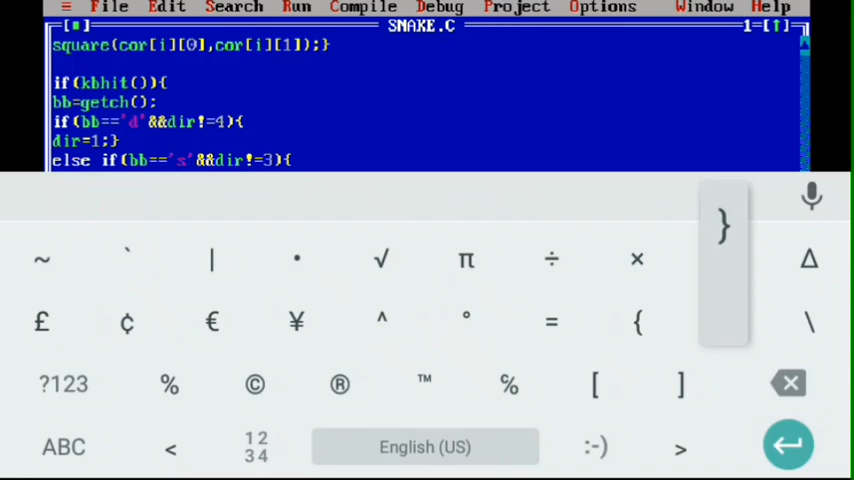 ≡ File Edit Search Run Compile Debug Project Options Window Help
[■] SNAKE.C 1=[↑]
square(cor[i][0],cor[i][1]);}
if(kbhit()){
bb=getch();
if(bb=='d'&&dir!=4){
dir=1;}
else if(bb=='s'&&dir!=3){
}
~ ` | • √ π ÷ × Δ
£ ¢ € ¥ ^ ° = { \
?123 % © ® ™ ℅ [ ]
ABC < 12 34 English (US) :-) >